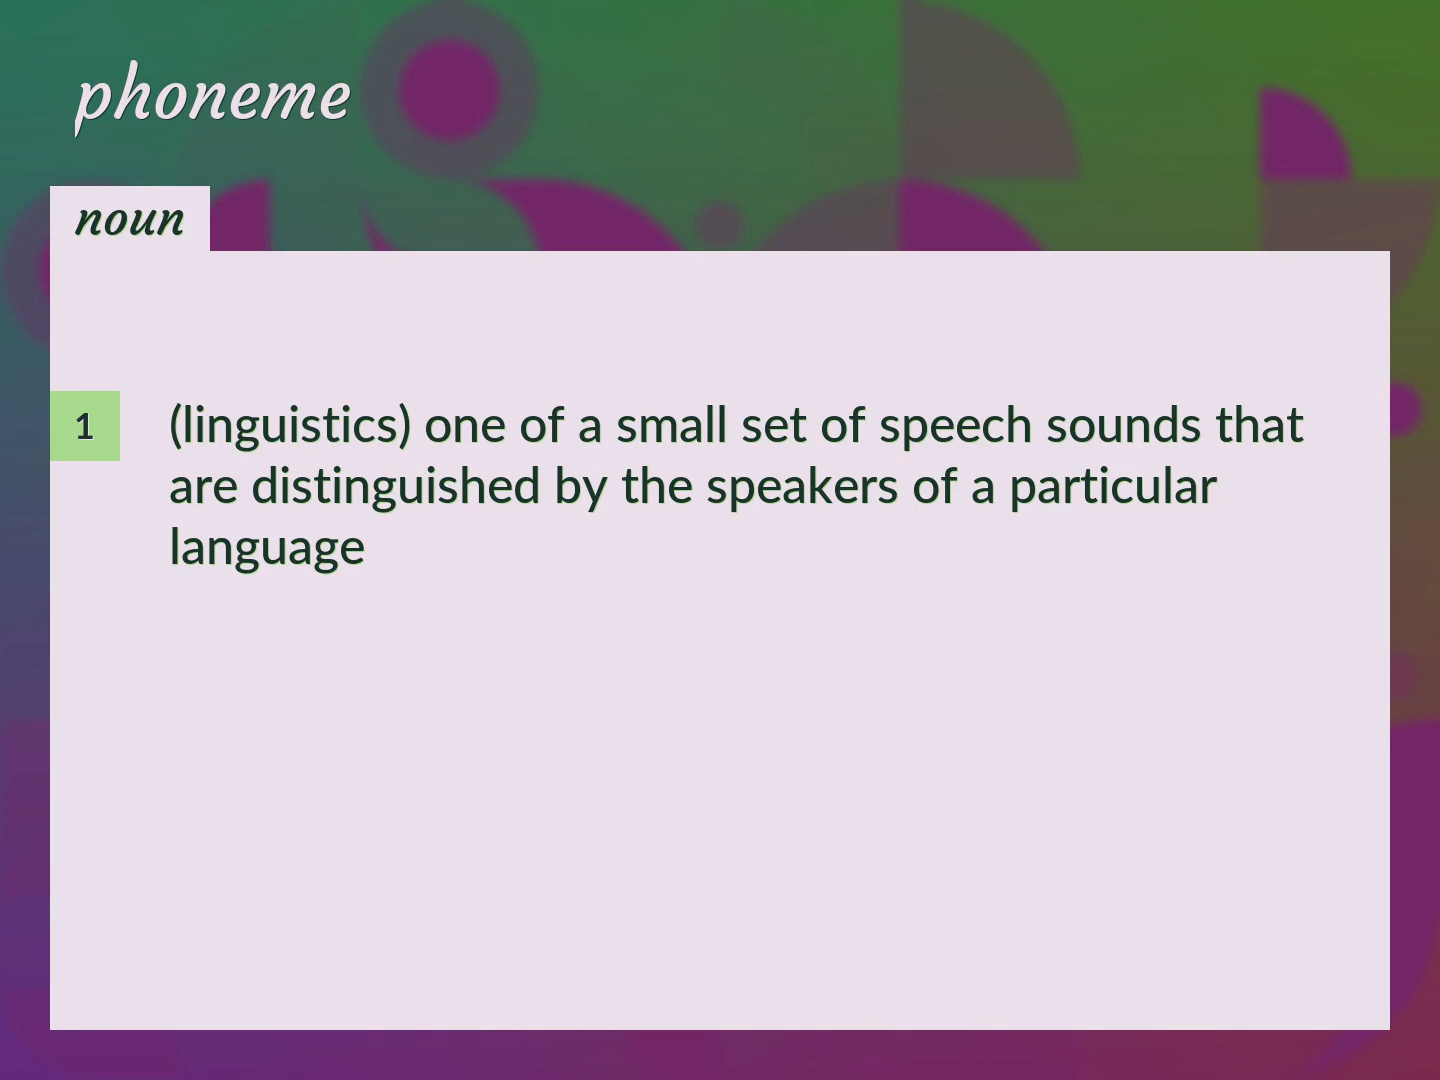 phoneme
noun
1 (linguistics) one of a small set of speech sounds that
are distinguished by the speakers of a particular
language